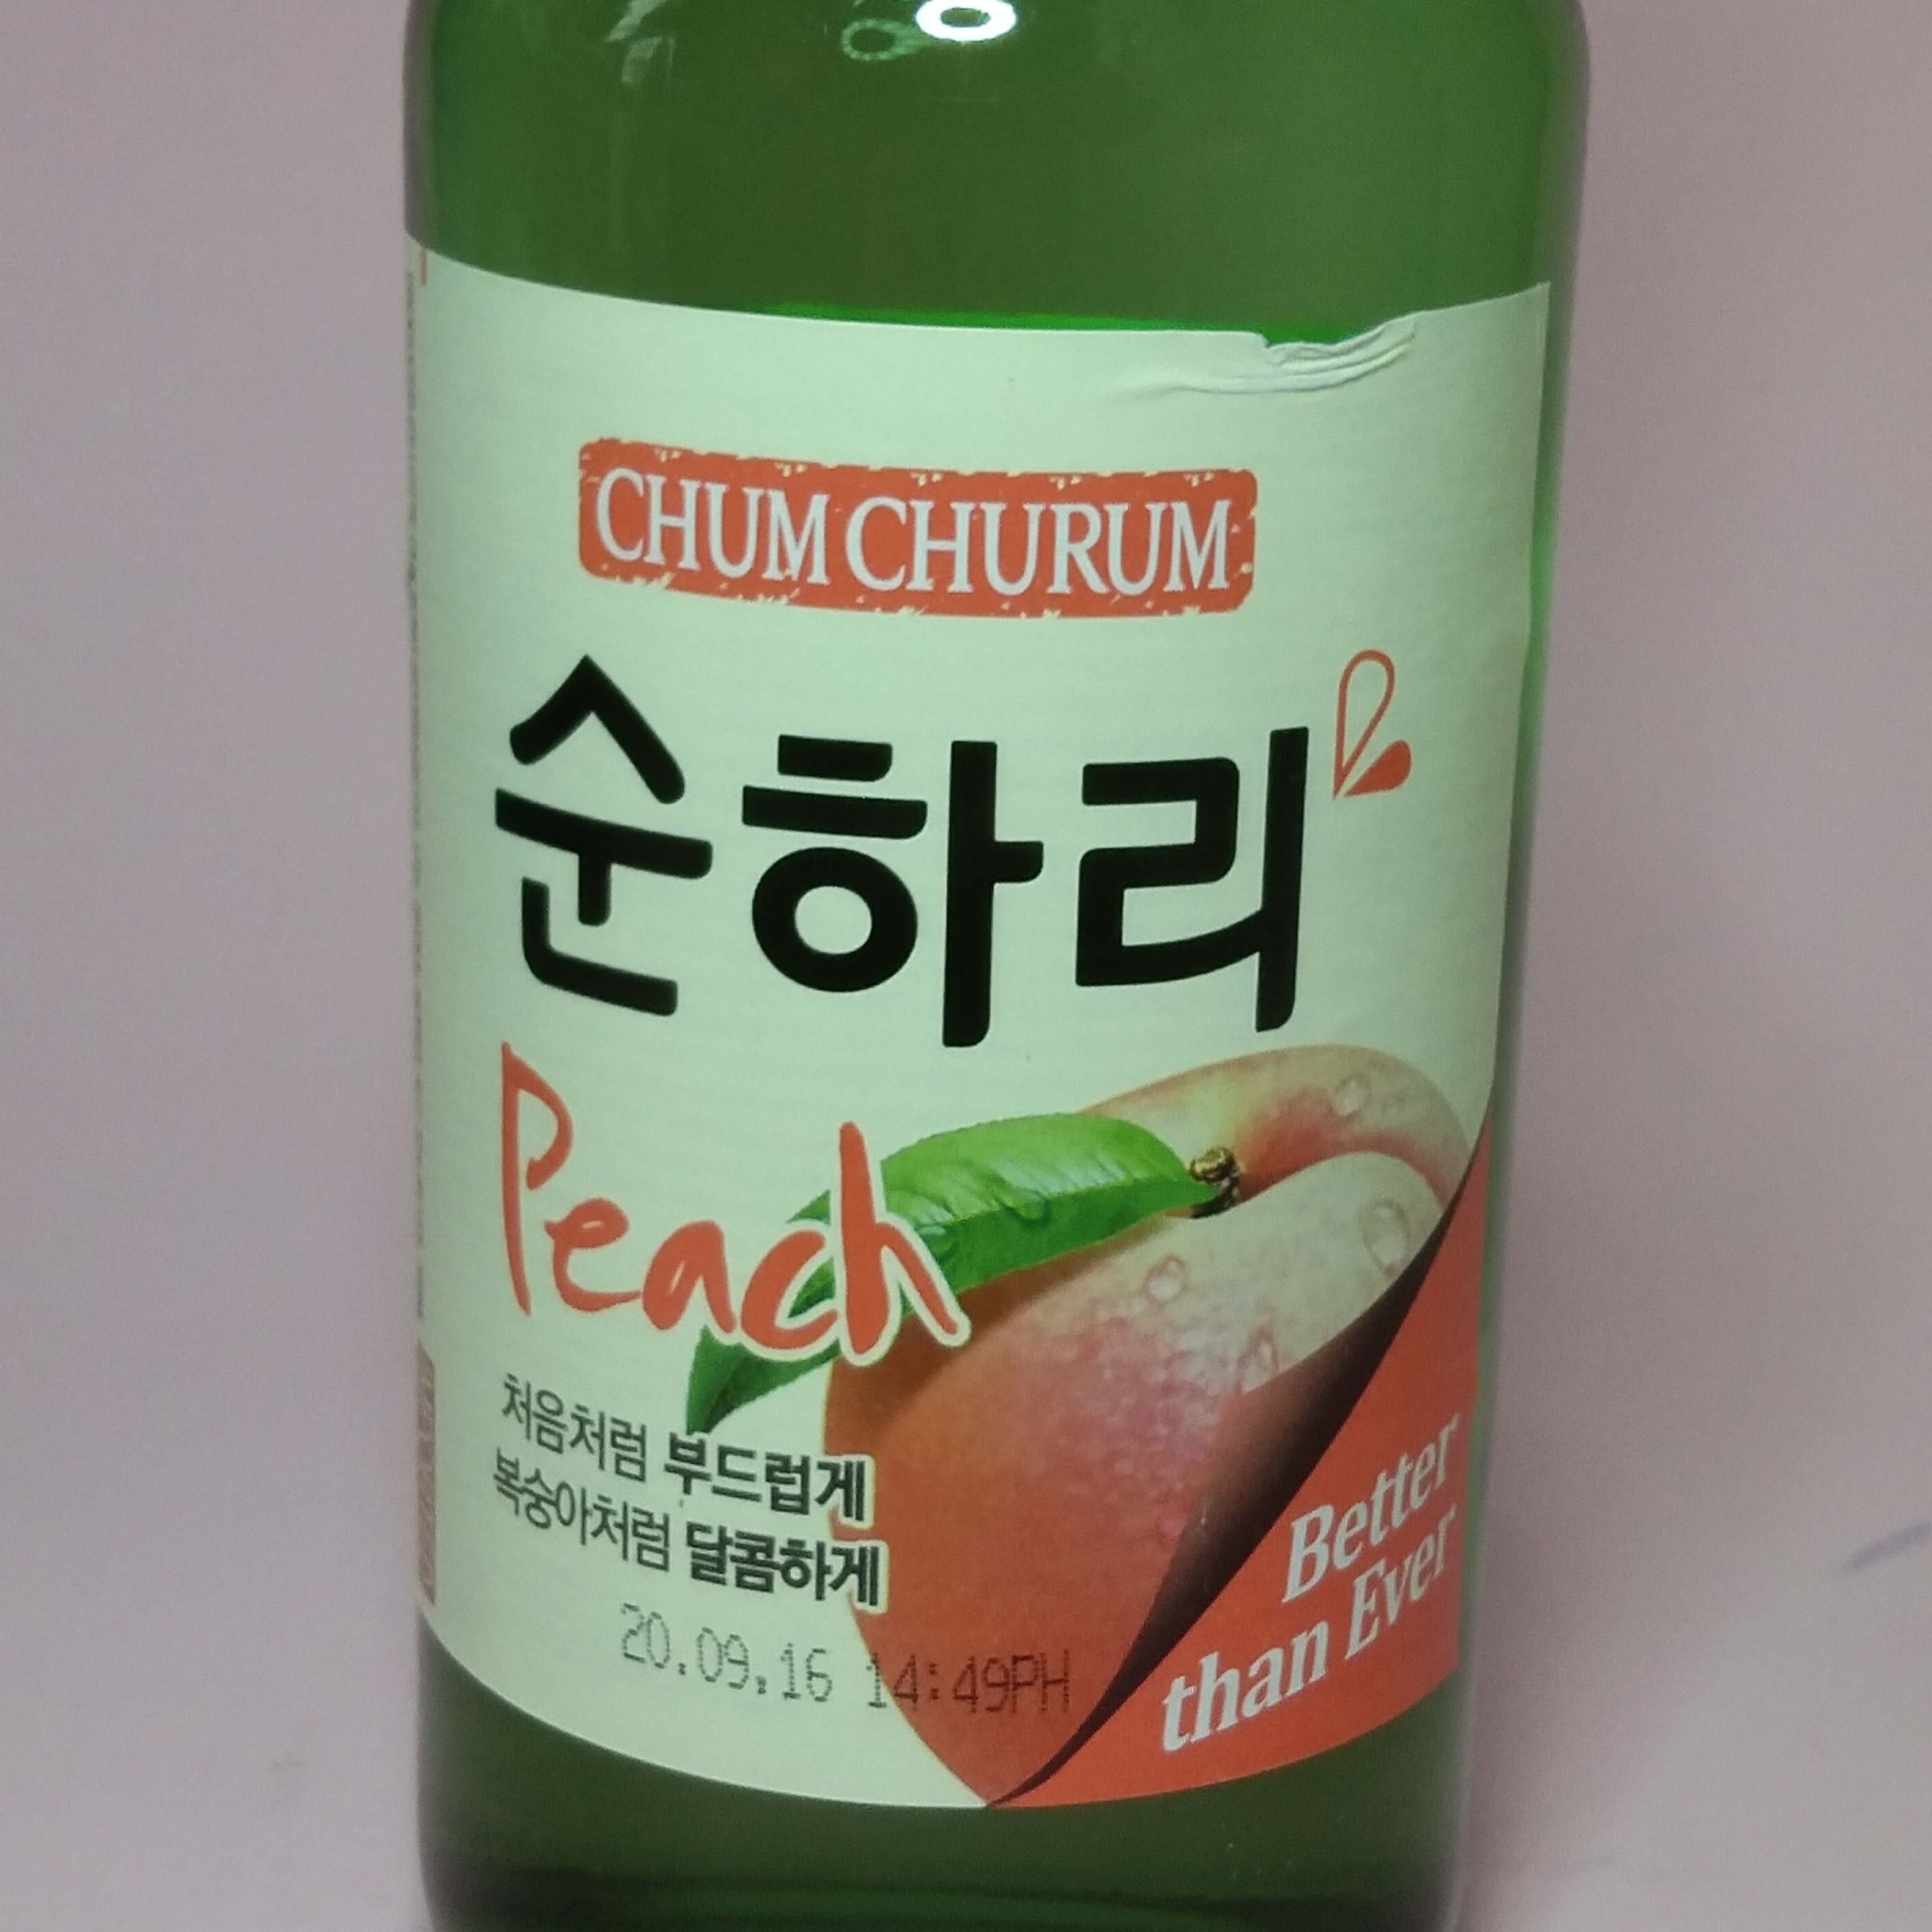 CHUM CHURUM
순하리
Peach
처음처럼 부드럽게
복숭아처럼 달콤하게
20.09.16 14:49PH
Better
than Ever